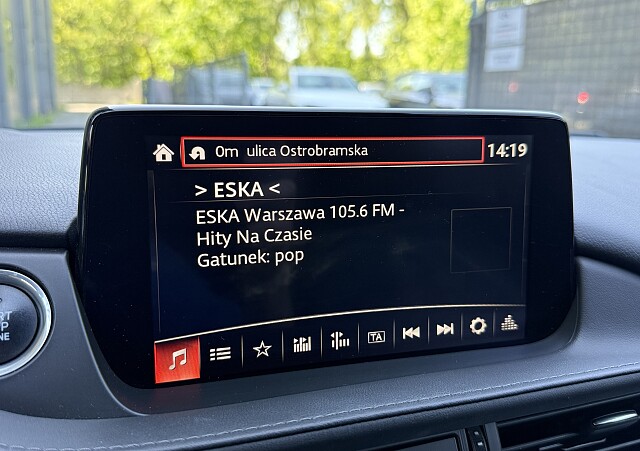 0m ulica Ostrobramska
14:19
> ESKA <
ESKA Warszawa 105.6 FM -
Hity Na Czasie
Gatunek: pop
TA